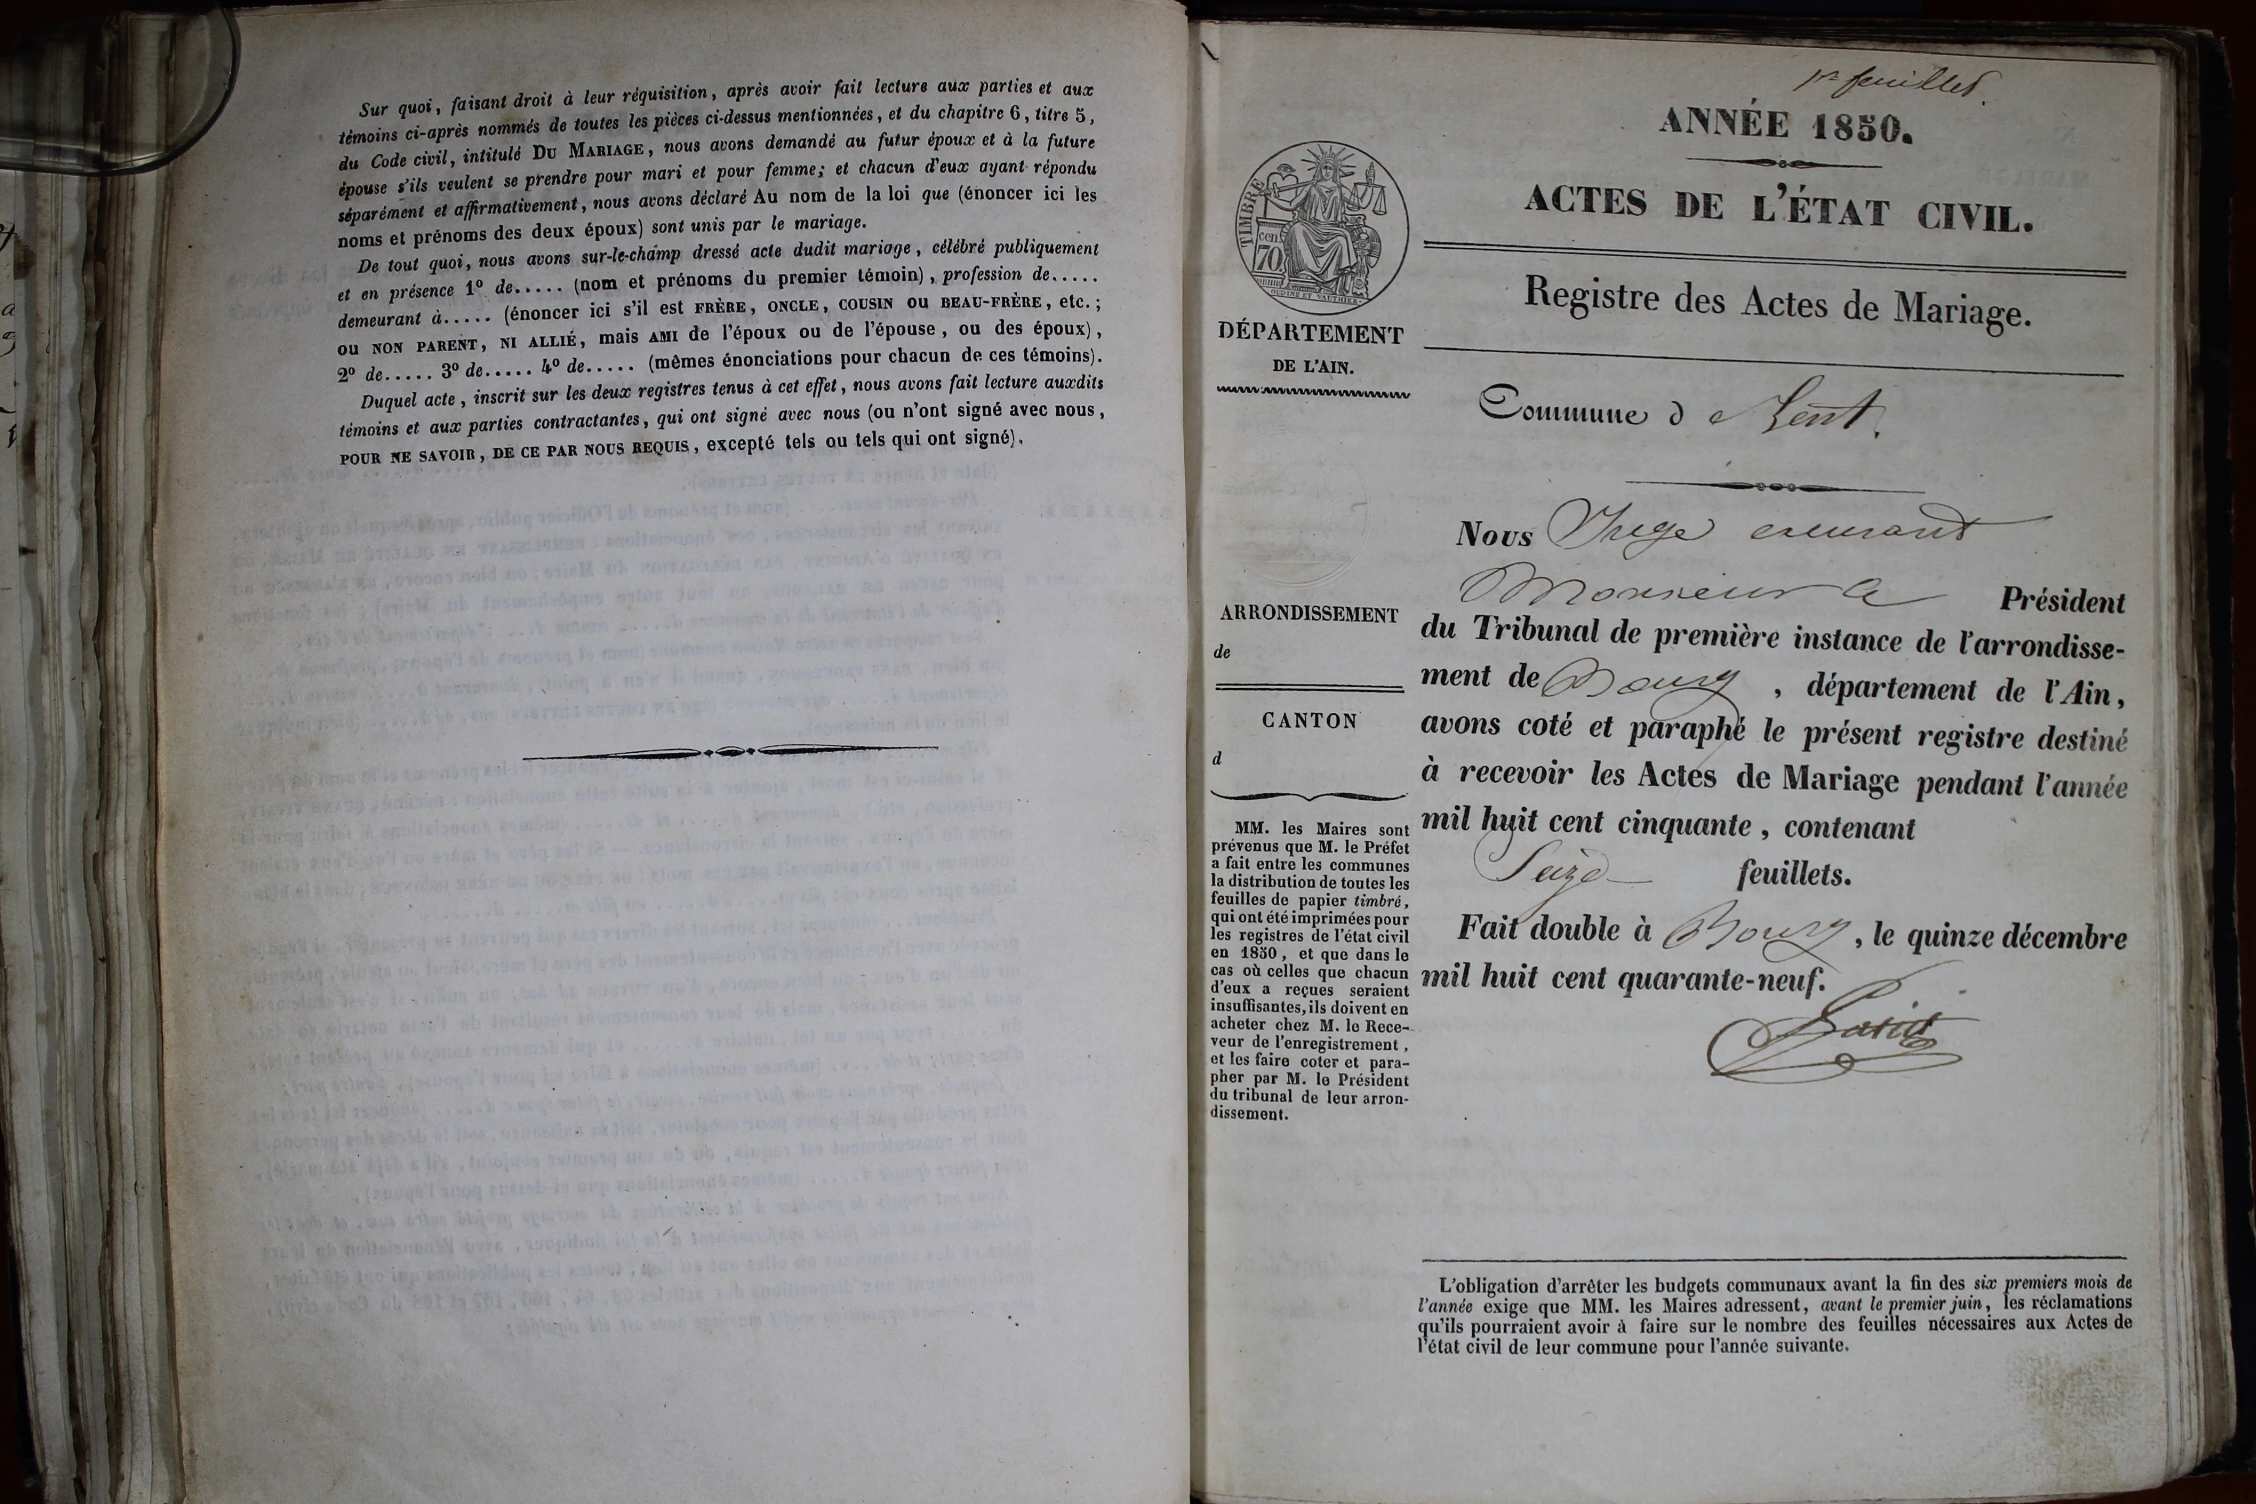 Sur quoi, faisant droit à leur réquisition, après avoir fait lecture aux parties et aux
témoins ci-après nommés de toutes les pièces ci-dessus mentionnées, et du chapitre 6, titre 5,
du Code civil, intitulé DU MARIAGE, nous avons demandé au futur époux et à la future
épouse s'ils veulent se prendre pour mari et pour femme; et chacun d'eux ayant répondu
séparément et affirmativement, nous avons déclaré Au nom de la loi que (énoncer ici les
noms et prénoms des deux époux) sont unis par le mariage.
De tout quoi, nous avons sur-le-champ dressé acte dudit mariage, célébré publiquement
et en présence 1º de..... (nom et prénoms du premier témoin), profession de.....
demeurant à..... (énoncer ici s'il est FRÈRE, ONCLE, COUSIN OU BEAU-FRÈRE, etc.;
OU NON PARENT, NI ALLIÉ, mais AMI de l'époux ou de l'épouse, ou des époux),
2º de..... 3º de..... 4º de..... (mêmes énonciations pour chacun de ces témoins).
Duquel acte, inscrit sur les deux registres tenus à cet effet, nous avons fait lecture auxdits
témoins et aux parties contractantes, qui ont signé avec nous (ou n'ont signé avec nous,
POUR NE SAVOIR, DE CE PAR NOUS REQUIS, excepté tels ou tels qui ont signé).
1er feuillet.
ANNÉE 1850.
ACTES DE L'ÉTAT CIVIL.
TIMBRE
cen.
70
OUDINE ET VAUTHIER
DÉPARTEMENT
DE L'AIN.
Registre des Actes de Mariage.
Commune de Lent.
ARRONDISSEMENT
de
CANTON
d
MM. les Maires sont
prévenus que M. le Préfet
a fait entre les communes
la distribution de toutes les
feuilles de papier timbré,
qui ont été imprimées pour
les registres de l'état civil
en 1850, et que dans le
cas où celles que chacun
d'eux a reçues seraient
insuffisantes, ils doivent en
acheter chez M. le Rece-
veur de l'enregistrement,
et les faire coter et para-
pher par M. le Président
du tribunal de leur arron-
dissement.
Nous Juge excusant
Monsieur le Président
du Tribunal de première instance de l'arrondisse-
ment de Bourg, département de l'Ain,
avons coté et paraphé le présent registre destiné
à recevoir les Actes de Mariage pendant l'année
mil huit cent cinquante, contenant
Seize feuillets.
Fait double à Bourg, le quinze décembre
mil huit cent quarante-neuf.
L'obligation d'arrêter les budgets communaux avant la fin des six premiers mois de
l'année exige que MM. les Maires adressent, avant le premier juin, les réclamations
qu'ils pourraient avoir à faire sur le nombre des feuilles nécessaires aux Actes de
l'état civil de leur commune pour l'année suivante.